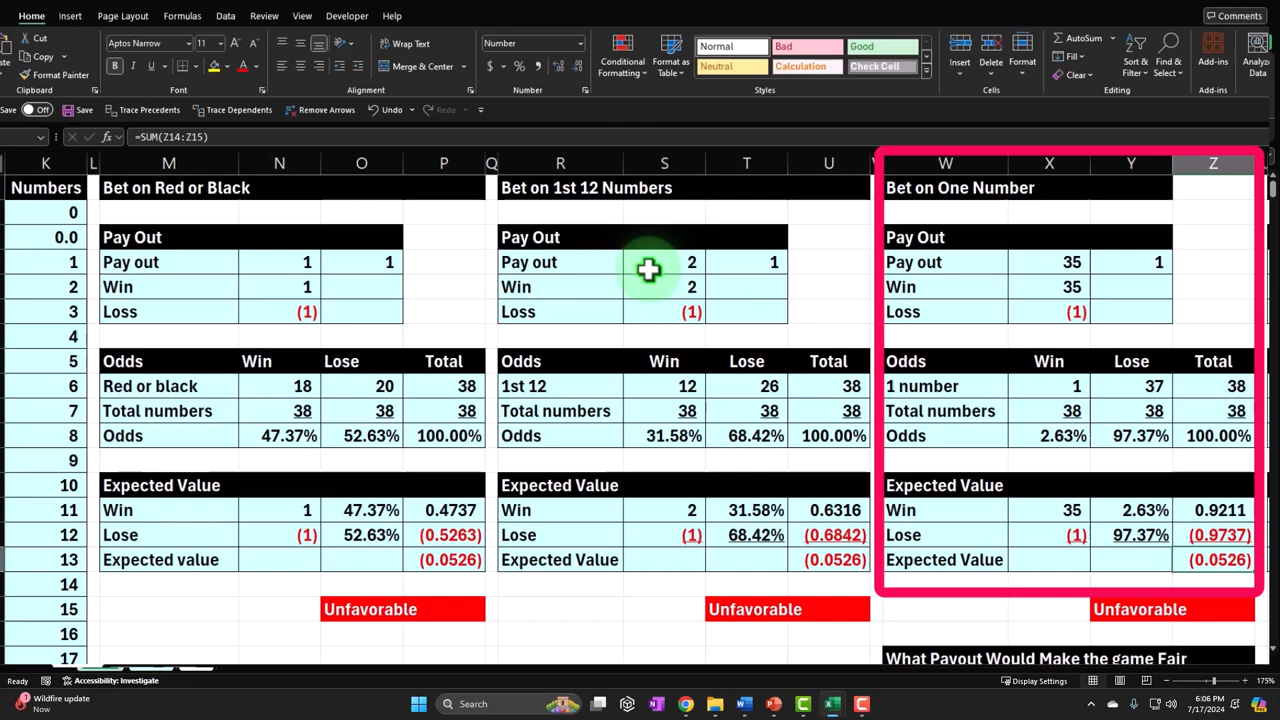 Home Insert Page Layout Formulas Data Review View Developer Help Comments
Cut
Copy
Format Painter
Clipboard
Aptos Narrow 11
B I U
Font
Wrap Text
Merge & Center
Alignment
Number
$ % 9
Number
Conditional Formatting
Format as Table
Normal Bad Good
Neutral Calculation Check Cell
Styles
Insert Delete Format
Cells
AutoSum
Fill
Clear
Sort & Filter
Find & Select
Editing
Add-ins
Add-ins
Analyze Data
Save Off Save Trace Precedents Trace Dependents Remove Arrows Undo Redo
fx =SUM(Z14:Z15)
K L M N O P Q R S T U W X Y Z
Numbers Bet on Red or Black Bet on 1st 12 Numbers Bet on One Number
0
0.0 Pay Out Pay Out Pay Out
1 Pay out 1 1 Pay out 2 1 Pay out 35 1
2 Win 1 Win 2 Win 35
3 Loss (1) Loss (1) Loss (1)
4
5 Odds Win Lose Total Odds Win Lose Total Odds Win Lose Total
6 Red or black 18 20 38 1st 12 12 26 38 1 number 1 37 38
7 Total numbers 38 38 38 Total numbers 38 38 38 Total numbers 38 38 38
8 Odds 47.37% 52.63% 100.00% Odds 31.58% 68.42% 100.00% Odds 2.63% 97.37% 100.00%
9
10 Expected Value Expected Value Expected Value
11 Win 1 47.37% 0.4737 Win 2 31.58% 0.6316 Win 35 2.63% 0.9211
12 Lose (1) 52.63% (0.5263) Lose (1) 68.42% (0.6842) Lose (1) 97.37% (0.9737)
13 Expected value (0.0526) Expected Value (0.0526) Expected Value (0.0526)
14
15 Unfavorable Unfavorable Unfavorable
16
17 What Payout Would Make the game Fair
Ready Accessibility: Investigate Display Settings 175%
Wildfire update
Now
Search
6:06 PM
7/17/2024